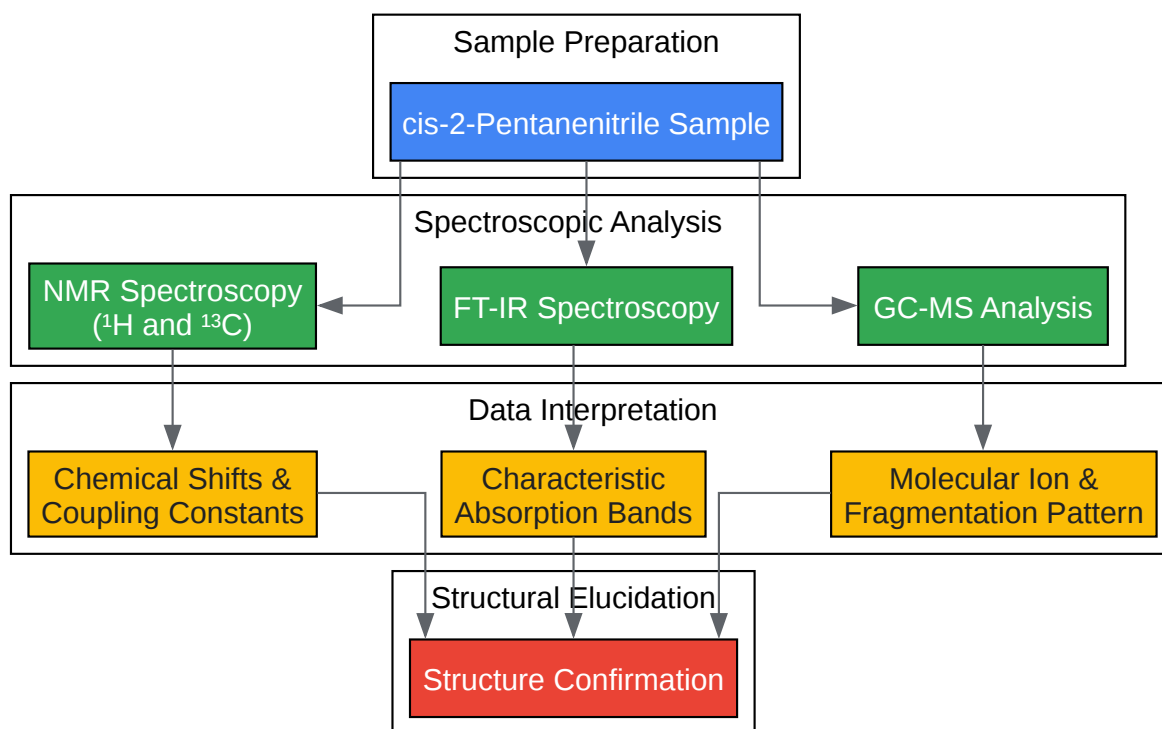 Sample Preparation
cis-2-Pentanenitrile Sample
Spectroscopic Analysis
NMR Spectroscopy
(¹H and ¹³C)
FT-IR Spectroscopy
GC-MS Analysis
Data Interpretation
Chemical Shifts &
Coupling Constants
Characteristic
Absorption Bands
Molecular Ion &
Fragmentation Pattern
Structural Elucidation
Structure Confirmation